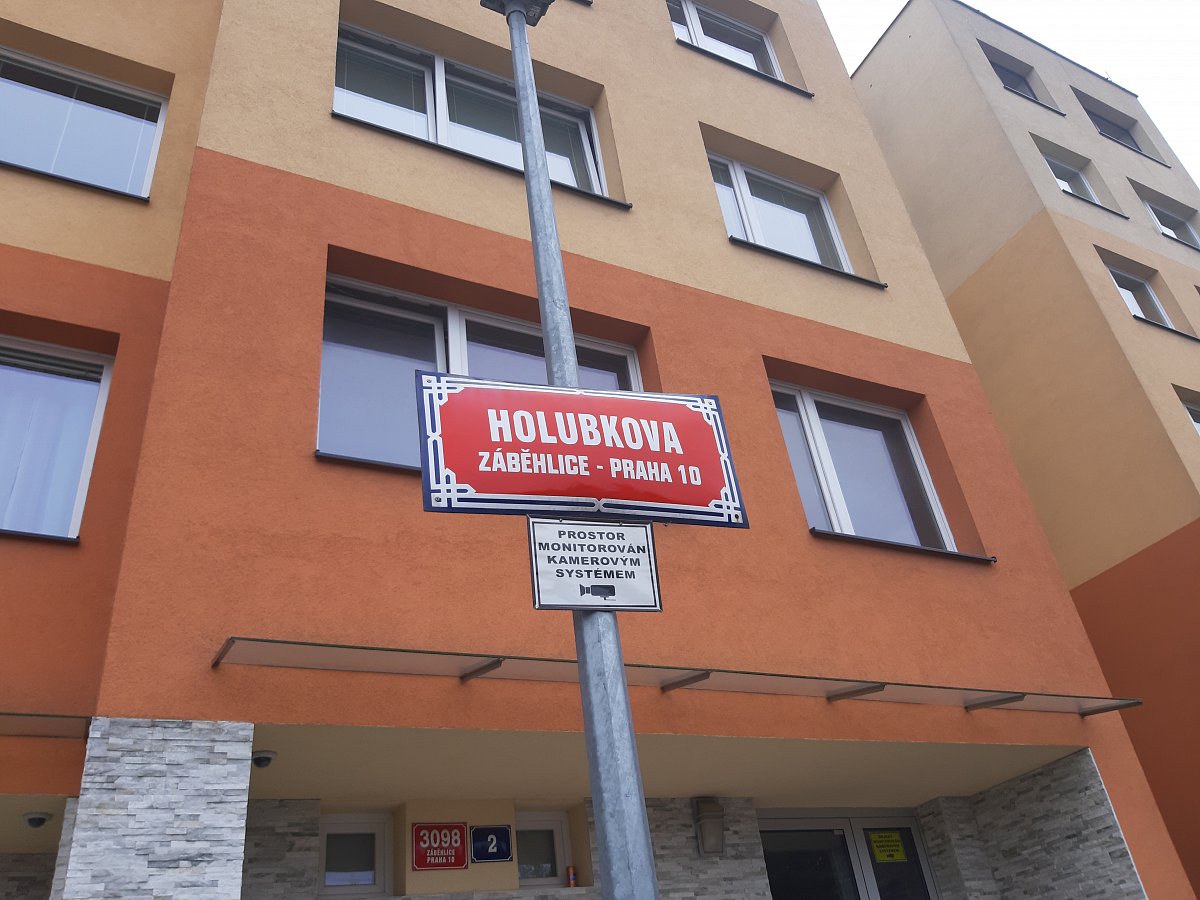 HOLUBKOVA
ZÁBĚHLICE - PRAHA 10
PROSTOR
MONITOROVÁN
KAMEROVÝM
SYSTÉMEM
3098
ZÁBĚHLICE
PRAHA 10
2